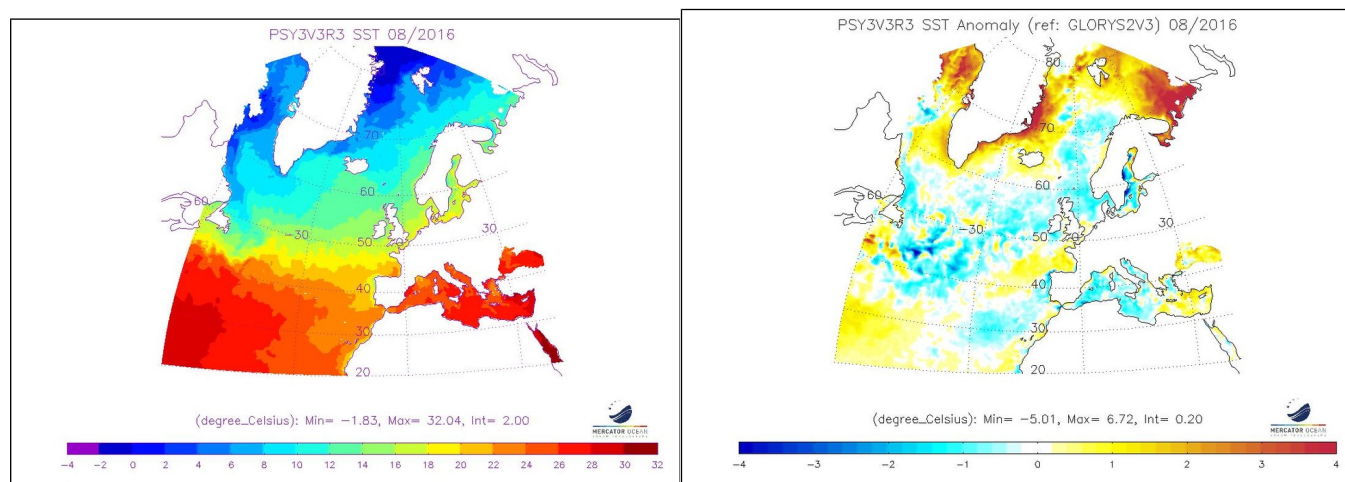 PSY3V3R3 SST 08/2016
70
60
60
-30
50
30
40
30
20
(degree_Celsius): Min= -1.83, Max= 32.04, Int= 2.00
MERCATOR OCEAN
-4 -2 0 2 4 6 8 10 12 14 16 18 20 22 24 26 28 30 32
PSY3V3R3 SST Anomaly (ref: GLORYS2V3) 08/2016
80
70
60
60
-30
50
30
40
30
20
(degree_Celsius): Min= -5.01, Max= 6.72, Int= 0.20
MERCATOR OCEAN
-4 -3 -2 -1 0 1 2 3 4